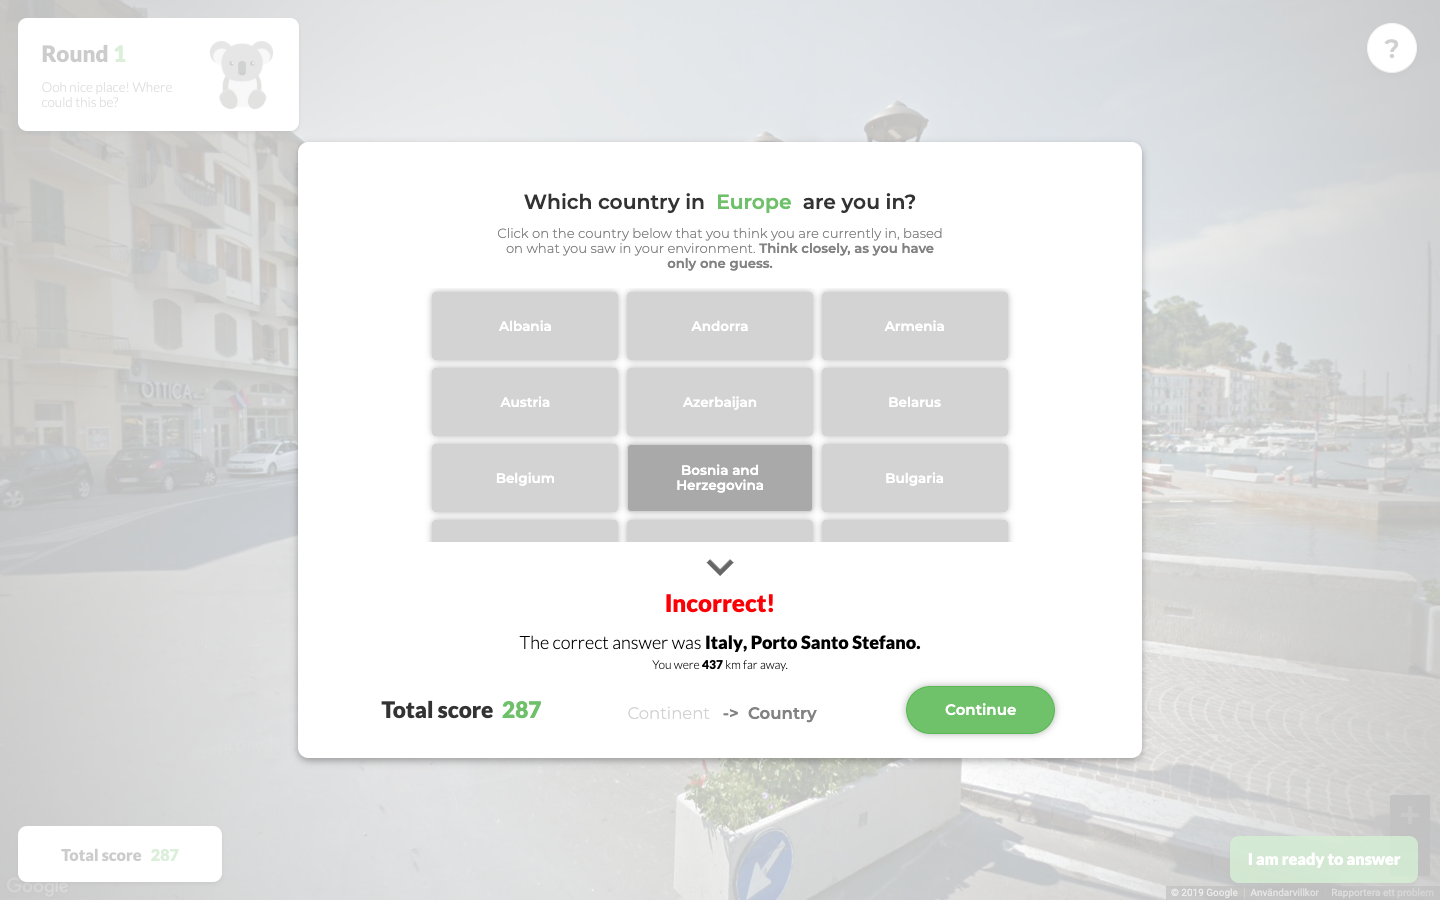 Round 1
Ooh nice place! Where
could this be?
?
Which country in Europe are you in?
Click on the country below that you think you are currently in, based
on what you saw in your environment. Think closely, as you have
only one guess.
Albania
Andorra
Armenia
Austria
Azerbaijan
Belarus
Belgium
Bosnia and
Herzegovina
Bulgaria
OTTICA
Incorrect!
The correct answer was Italy, Porto Santo Stefano.
You were 437 km far away.
Total score 287
Continent -> Country
Continue
Total score 287
I am ready to answer
Google
© 2019 Google
Användarvillkor
Rapportera ett problem